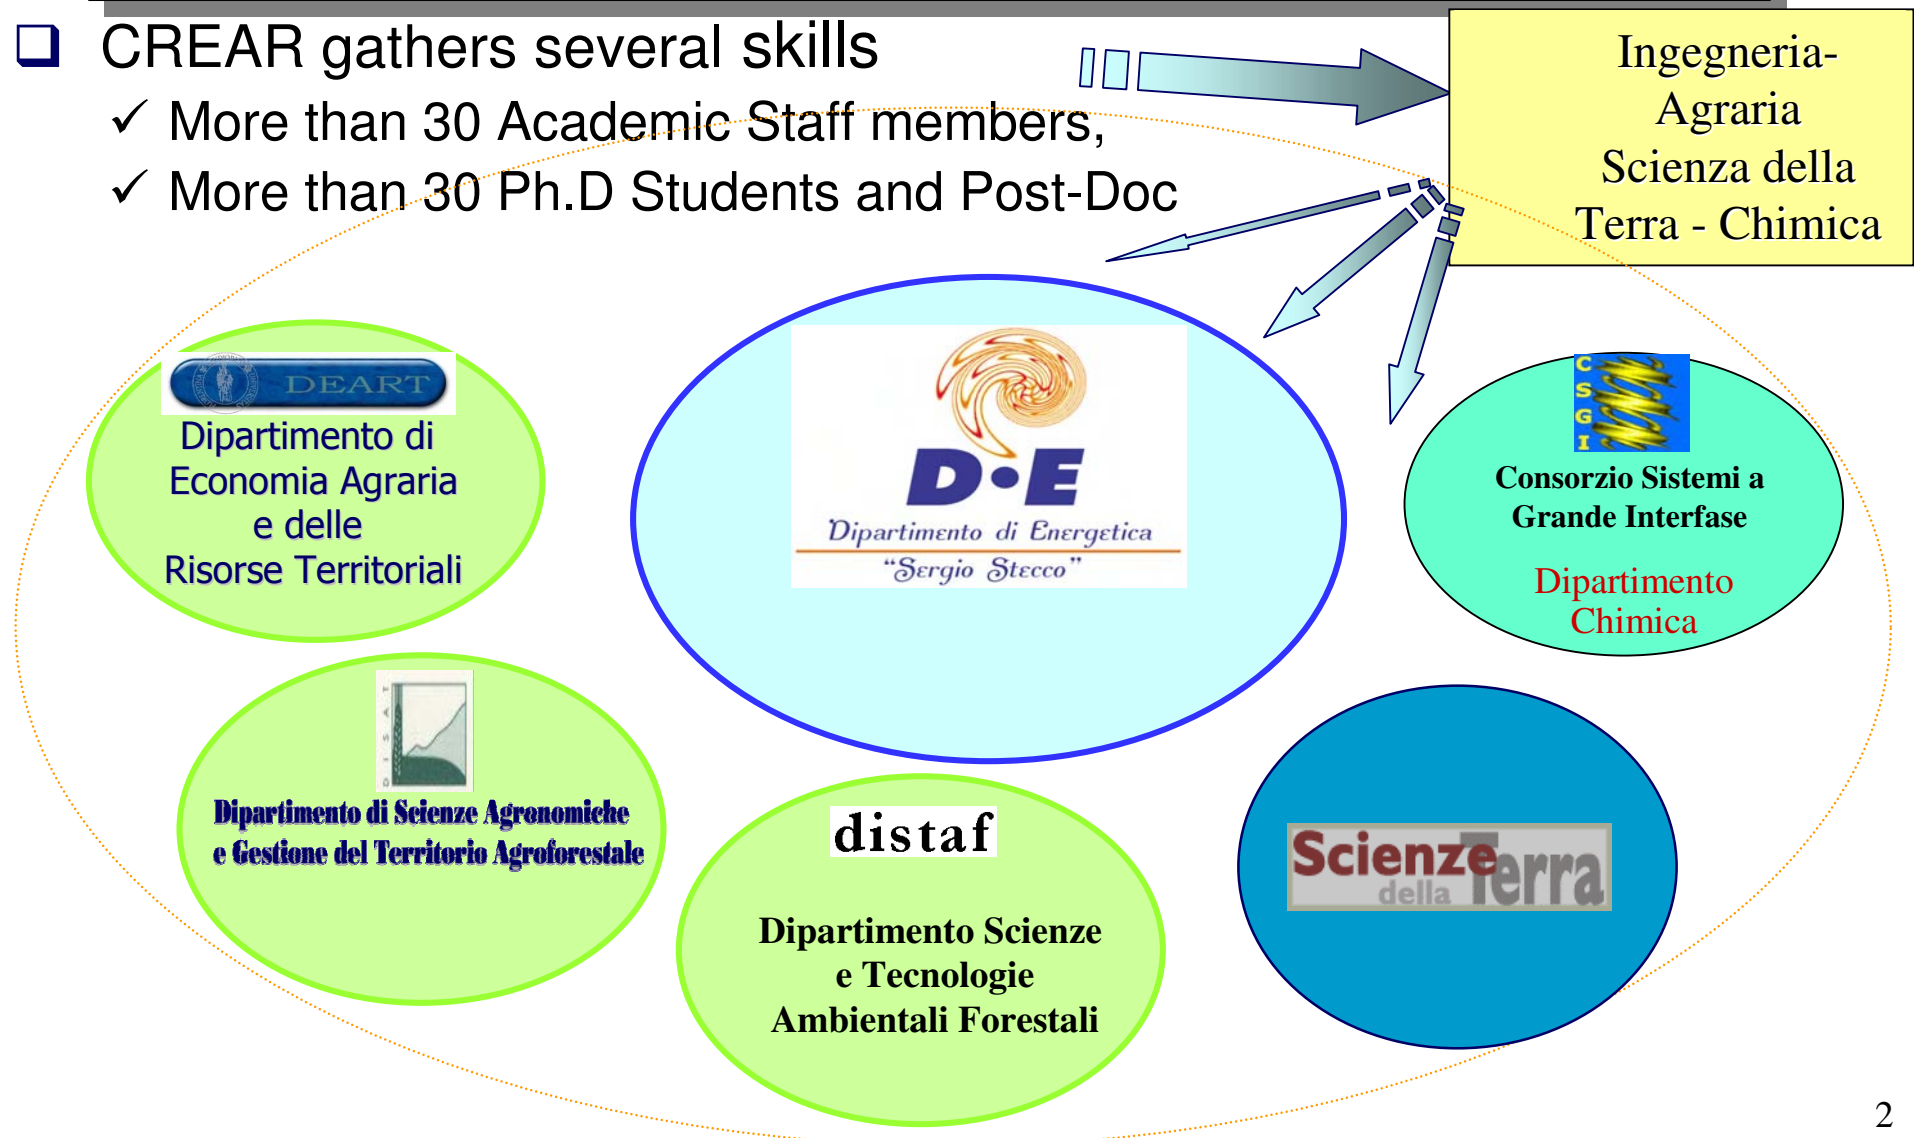 CREAR gathers several skills
More than 30 Academic Staff members,
More than 30 Ph.D Students and Post-Doc
Ingegneria-
Agraria
Scienza della
Terra - Chimica
DEART
Dipartimento di
Economia Agraria
e delle
Risorse Territoriali
D•E
Dipartimento di Energetica
“Sergio Stecco”
CSGI
Consorzio Sistemi a
Grande Interfase
Dipartimento
Chimica
DISAT
Dipartimento di Scienze Agronomiche
e Gestione del Territorio Agroforestale
distaf
Dipartimento Scienze
e Tecnologie
Ambientali Forestali
Scienze
della Terra
2